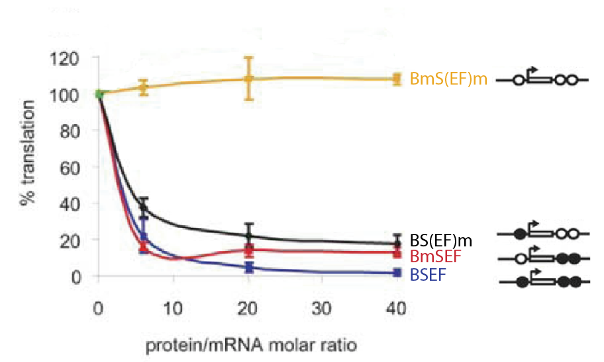 120
100
80
60
40
20
0
% translation
0 10 20 30 40
protein/mRNA molar ratio
BmS(EF)m
BS(EF)m
BmSEF
BSEF